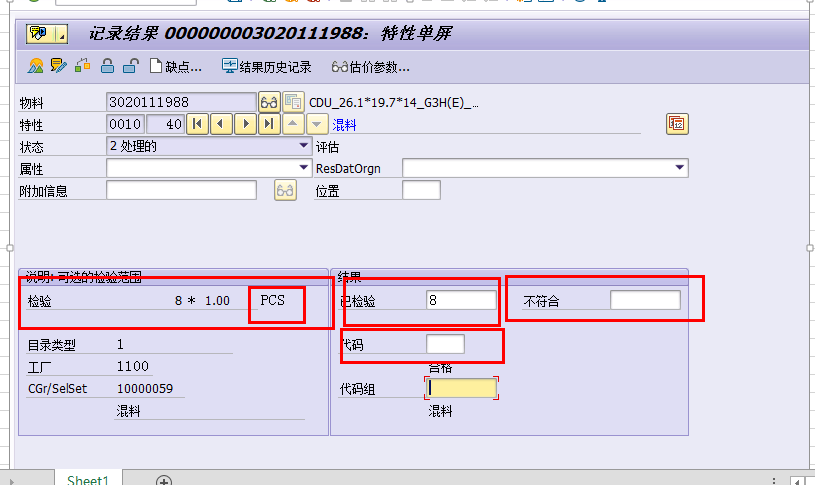 记录结果 000000003020111988：特性单屏
缺点... 结果历史记录 估价参数...
物料 3020111988 CDU_26.1*19.7*14_G3H(E)_...
特性 0010 40 混料
状态 2 处理的 评估
属性 ResDatOrgn
附加信息 位置
说明: 可选的检验范围 结果
检验 8 * 1.00 PCS 已检验 8 不符合
目录类型 1 代码
工厂 1100 合格
CGr/SelSet 10000059 代码组
混料 混料
Sheet1